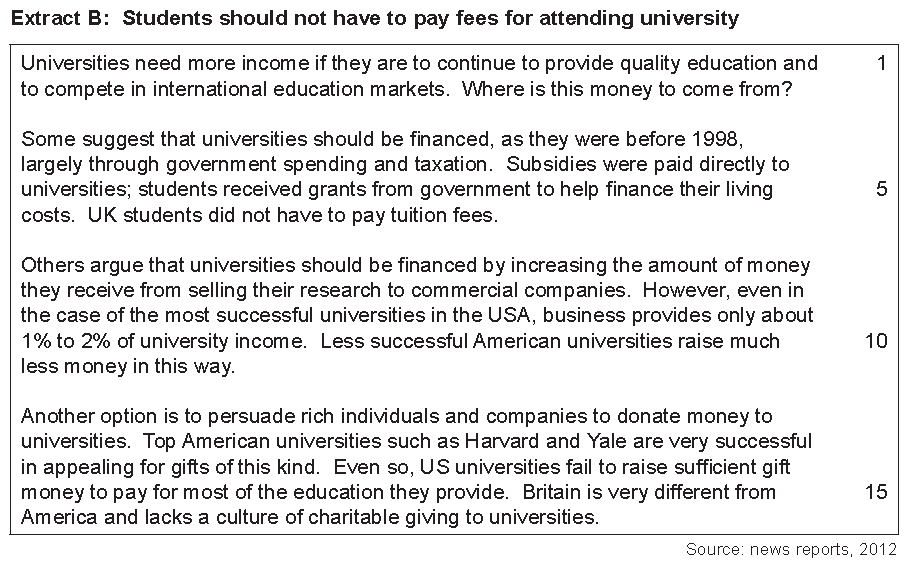 Extract B: Students should not have to pay fees for attending university
Universities need more income if they are to continue to provide quality education and 1
to compete in international education markets. Where is this money to come from?
Some suggest that universities should be financed, as they were before 1998,
largely through government spending and taxation. Subsidies were paid directly to
universities; students received grants from government to help finance their living 5
costs. UK students did not have to pay tuition fees.
Others argue that universities should be financed by increasing the amount of money
they receive from selling their research to commercial companies. However, even in
the case of the most successful universities in the USA, business provides only about
1% to 2% of university income. Less successful American universities raise much 10
less money in this way.
Another option is to persuade rich individuals and companies to donate money to
universities. Top American universities such as Harvard and Yale are very successful
in appealing for gifts of this kind. Even so, US universities fail to raise sufficient gift
money to pay for most of the education they provide. Britain is very different from 15
America and lacks a culture of charitable giving to universities.
Source: news reports, 2012